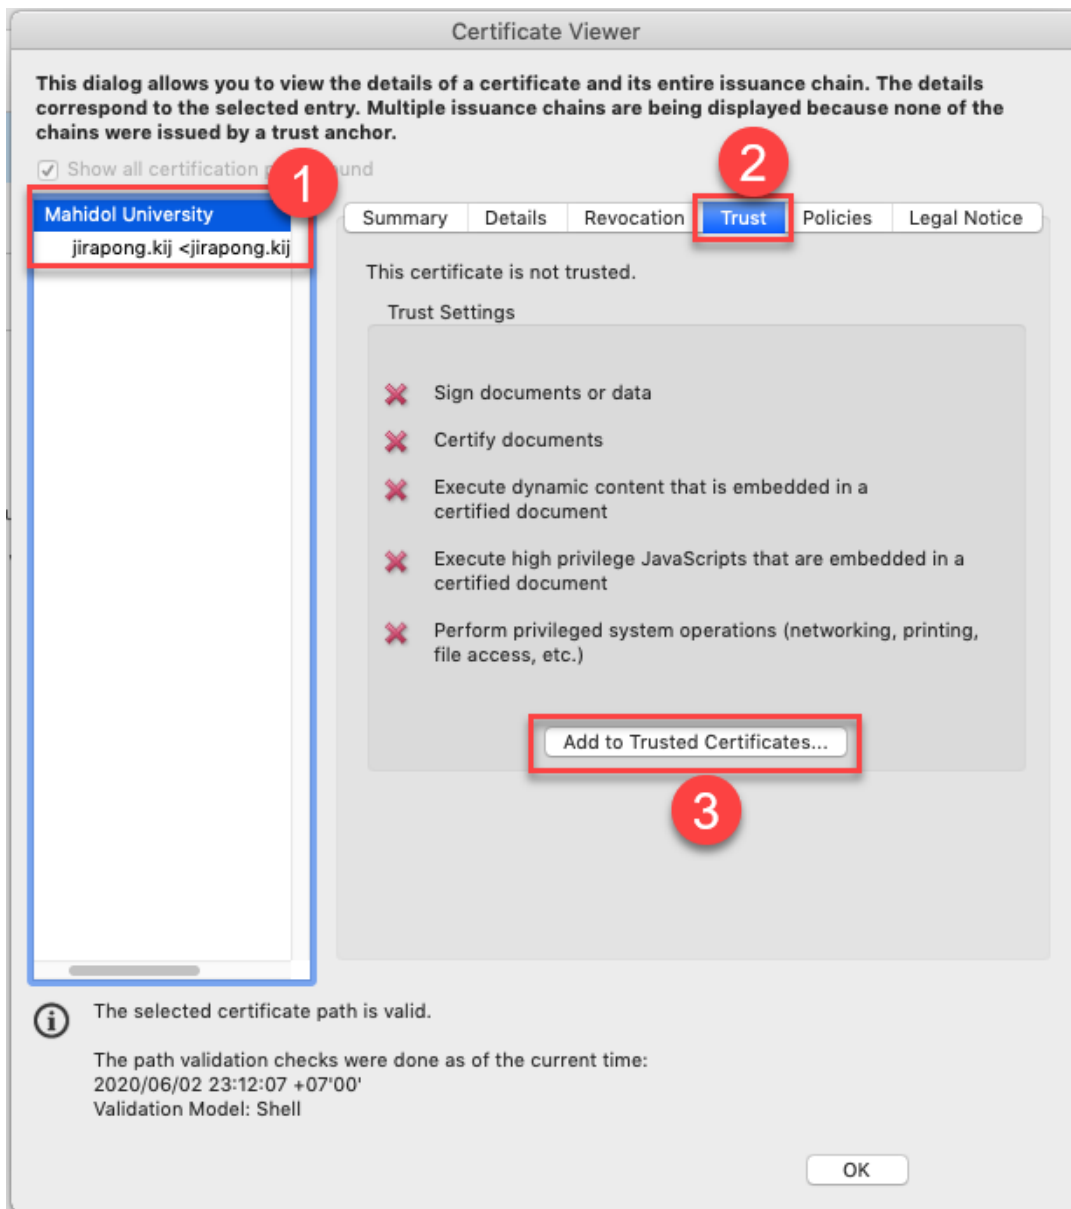 Certificate Viewer
This dialog allows you to view the details of a certificate and its entire issuance chain. The details
correspond to the selected entry. Multiple issuance chains are being displayed because none of the
chains were issued by a trust anchor.
Show all certification ound
1
2
Mahidol University
jirapong.kij <jirapong.kij
Summary Details Revocation Trust Policies Legal Notice
This certificate is not trusted.
Trust Settings
Sign documents or data
Certify documents
Execute dynamic content that is embedded in a
certified document
Execute high privilege JavaScripts that are embedded in a
certified document
Perform privileged system operations (networking, printing,
file access, etc.)
Add to Trusted Certificates...
3
The selected certificate path is valid.
The path validation checks were done as of the current time:
2020/06/02 23:12:07 +07'00'
Validation Model: Shell
OK